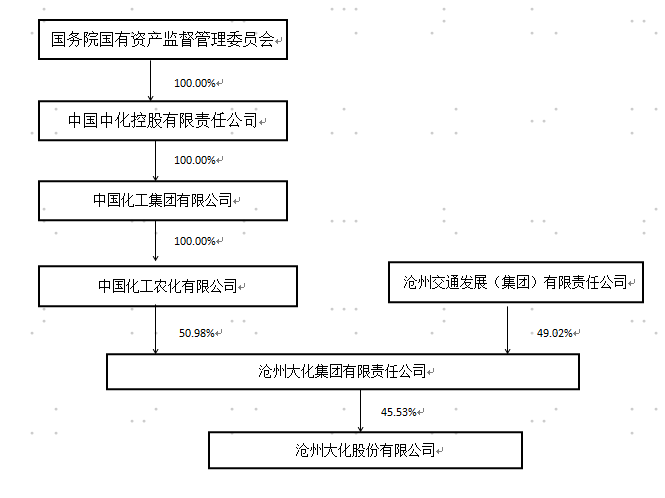 国务院国有资产监督管理委员会
100.00%
中国中化控股有限责任公司
100.00%
中国化工集团有限公司
100.00%
中国化工农化有限公司
沧州交通发展（集团）有限责任公司
50.98%
49.02%
沧州大化集团有限责任公司
45.53%
沧州大化股份有限公司